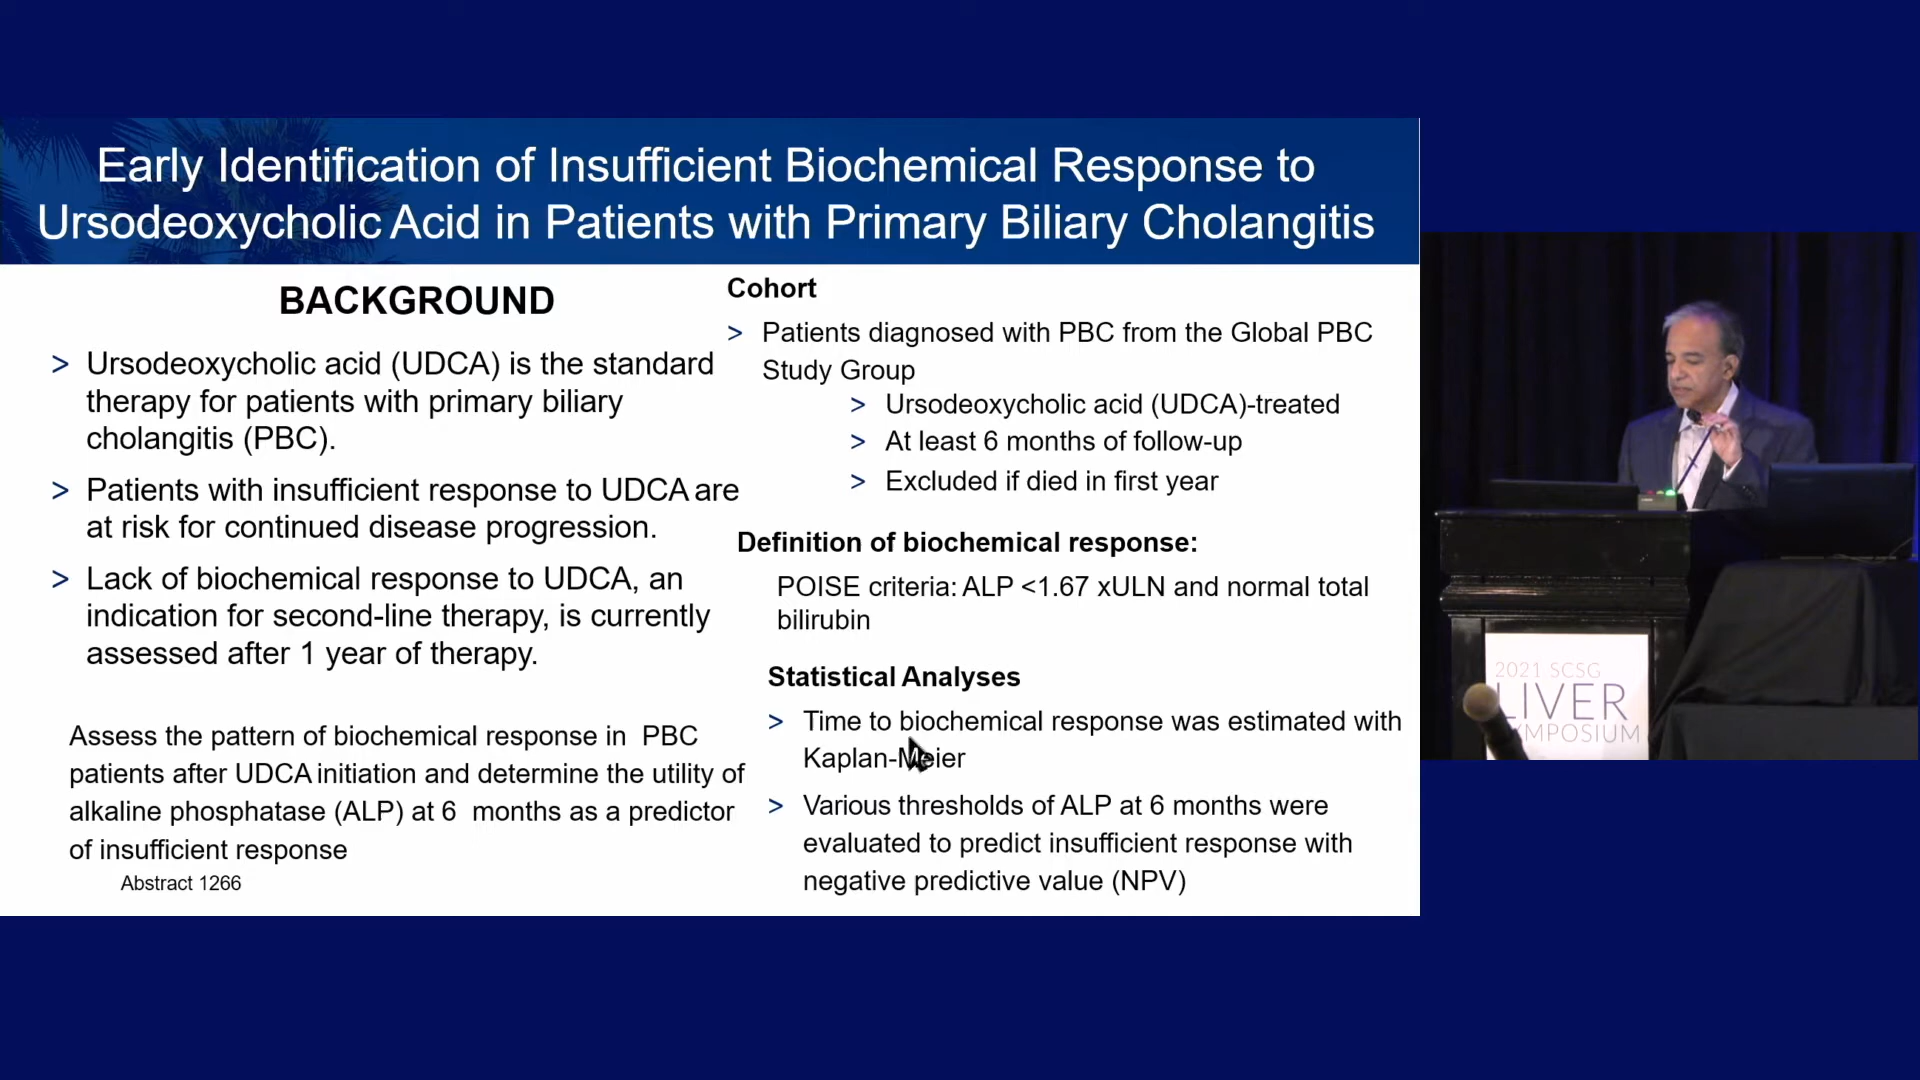 Early Identification of Insufficient Biochemical Response to
Ursodeoxycholic Acid in Patients with Primary Biliary Cholangitis
BACKGROUND
> Ursodeoxycholic acid (UDCA) is the standard
therapy for patients with primary biliary
cholangitis (PBC).
> Patients with insufficient response to UDCA are
at risk for continued disease progression.
> Lack of biochemical response to UDCA, an
indication for second-line therapy, is currently
assessed after 1 year of therapy.
Assess the pattern of biochemical response in PBC
patients after UDCA initiation and determine the utility of
alkaline phosphatase (ALP) at 6 months as a predictor
of insufficient response
Abstract 1266
Cohort
> Patients diagnosed with PBC from the Global PBC
Study Group
> Ursodeoxycholic acid (UDCA)-treated
> At least 6 months of follow-up
> Excluded if died in first year
Definition of biochemical response:
POISE criteria: ALP <1.67 xULN and normal total
bilirubin
Statistical Analyses
> Time to biochemical response was estimated with
Kaplan-Meier
> Various thresholds of ALP at 6 months were
evaluated to predict insufficient response with
negative predictive value (NPV)
2021 SCSG
LIVER
SYMPOSIUM